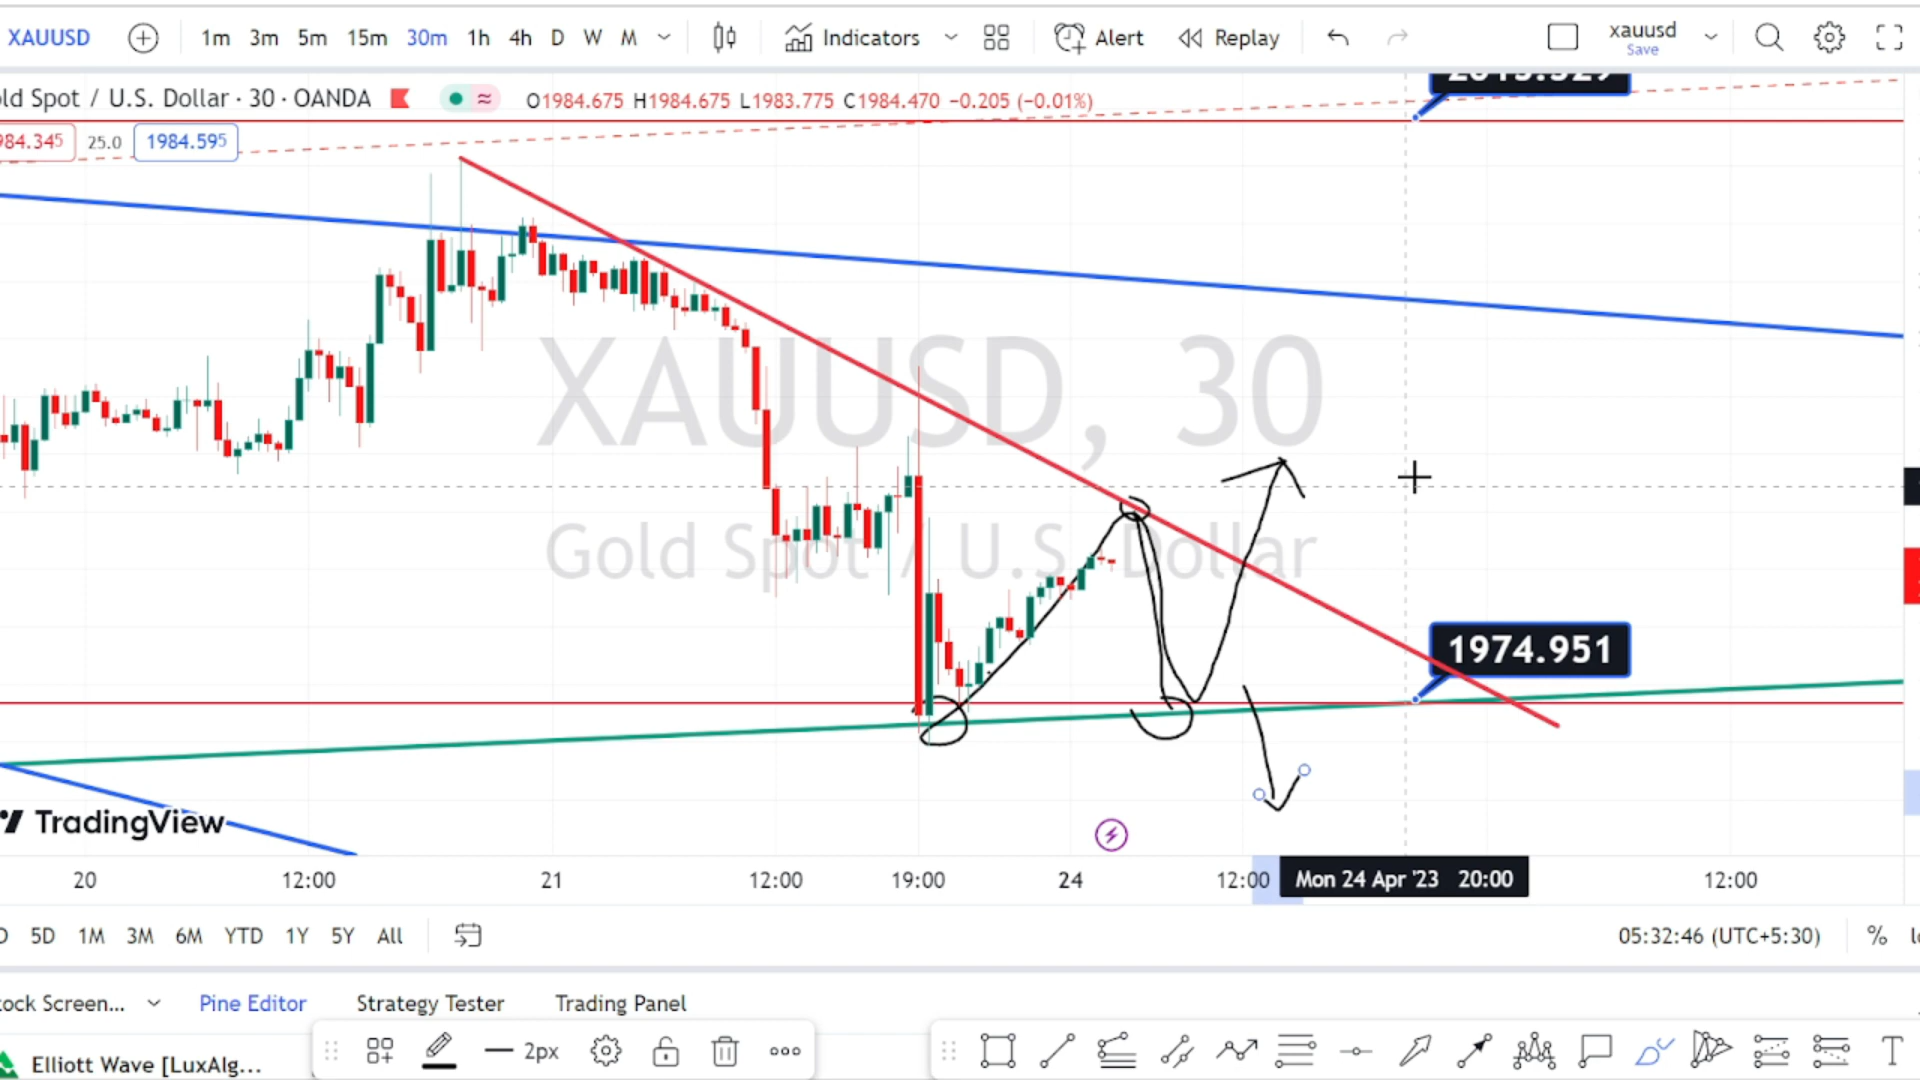 XAUUSD 1m 3m 5m 15m 30m 1h 4h D W M Indicators Alert Replay xauusd
Save
ld Spot / U.S. Dollar · 30 · OANDA O1984.675 H1984.675 L1983.775 C1984.470 −0.205 (−0.01%)
984.345 25.0 1984.595
XAUUSD, 30
Gold Spot / U.S. Dollar
1974.951
TradingView
20 12:00 21 12:00 19:00 24 12:00 Mon 24 Apr '23 20:00 12:00
D 5D 1M 3M 6M YTD 1Y 5Y All 05:32:46 (UTC+5:30) %
tock Screen... Pine Editor Strategy Tester Trading Panel
2px
Elliott Wave [LuxAlg... T